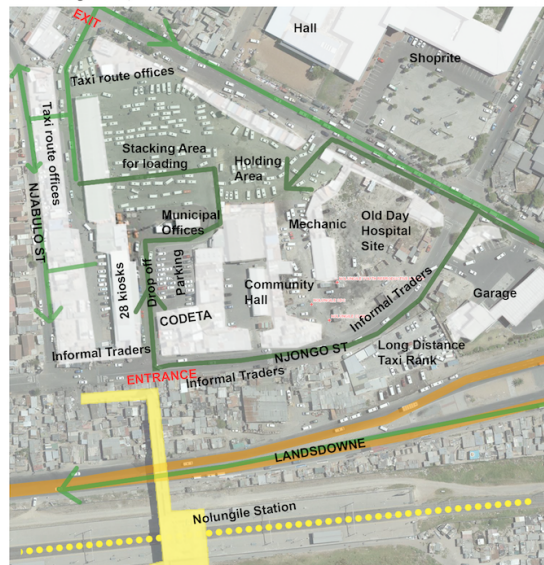 EXIT
Hall
Shoprite
Taxi route offices
Taxi route offices
Stacking Area
for loading
Holding
Area
NJABULO ST
Municipal
Offices
Mechanic
Old Day
Hospital
Site
28 kiosks
Drop off
Parking
Community
Hall
CODETA
Informal Traders
Garage
Informal Traders
NJONGO ST
Long Distance
Taxi Rank
ENTRANCE
Informal Traders
LANDSDOWNE
Nolungile Station